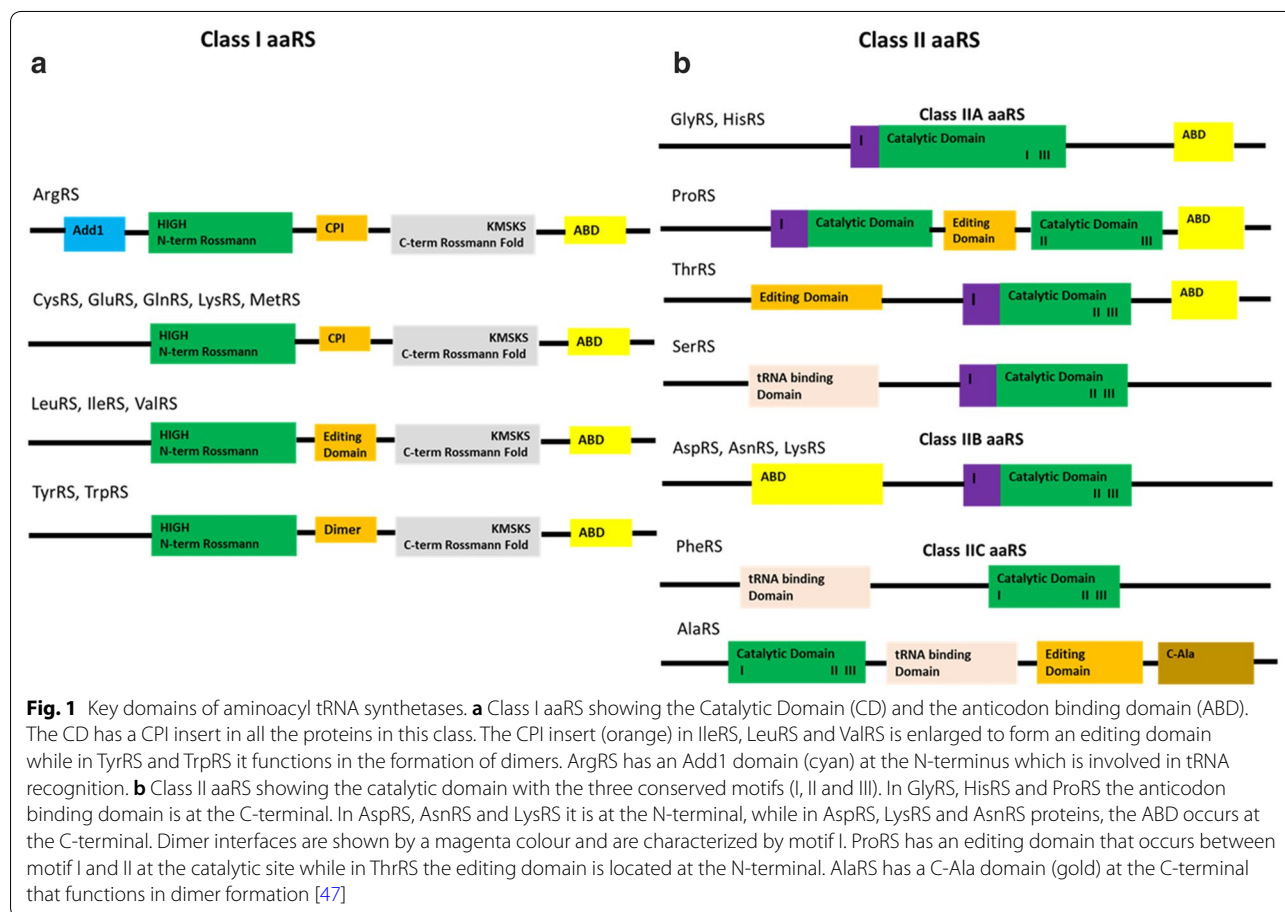 Class I aaRS
a
ArgRS
Add1
HIGH
N-term Rossmann
CPI
KMSKS
C-term Rossmann Fold
ABD
CysRS, GluRS, GlnRS, LysRS, MetRS
HIGH
N-term Rossmann
CPI
KMSKS
C-term Rossmann Fold
ABD
LeuRS, IleRS, ValRS
HIGH
N-term Rossmann
Editing
Domain
KMSKS
C-term Rossmann Fold
ABD
TyrRS, TrpRS
HIGH
N-term Rossmann
Dimer
KMSKS
C-term Rossmann Fold
ABD
Class II aaRS
b
Class IIA aaRS
GlyRS, HisRS
I
Catalytic Domain
I III
ABD
ProRS
I
Catalytic Domain
Editing
Domain
Catalytic Domain
II III
ABD
ThrRS
Editing Domain
I
Catalytic Domain
II III
ABD
SerRS
tRNA binding
Domain
I
Catalytic Domain
II III
Class IIB aaRS
AspRS, AsnRS, LysRS
ABD
I
Catalytic Domain
II III
PheRS
Class IIC aaRS
tRNA binding
Domain
Catalytic Domain
I II III
AlaRS
Catalytic Domain
I II III
tRNA binding
Domain
Editing
Domain
C-Ala
Fig. 1 Key domains of aminoacyl tRNA synthetases. a Class I aaRS showing the Catalytic Domain (CD) and the anticodon binding domain (ABD).
The CD has a CPI insert in all the proteins in this class. The CPI insert (orange) in IleRS, LeuRS and ValRS is enlarged to form an editing domain
while in TyrRS and TrpRS it functions in the formation of dimers. ArgRS has an Add1 domain (cyan) at the N-terminus which is involved in tRNA
recognition. b Class II aaRS showing the catalytic domain with the three conserved motifs (I, II and III). In GlyRS, HisRS and ProRS the anticodon
binding domain is at the C-terminal. In AspRS, AsnRS and LysRS it is at the N-terminal, while in AspRS, LysRS and AsnRS proteins, the ABD occurs at
the C-terminal. Dimer interfaces are shown by a magenta colour and are characterized by motif I. ProRS has an editing domain that occurs between
motif I and II at the catalytic site while in ThrRS the editing domain is located at the N-terminal. AlaRS has a C-Ala domain (gold) at the C-terminal
that functions in dimer formation [47]